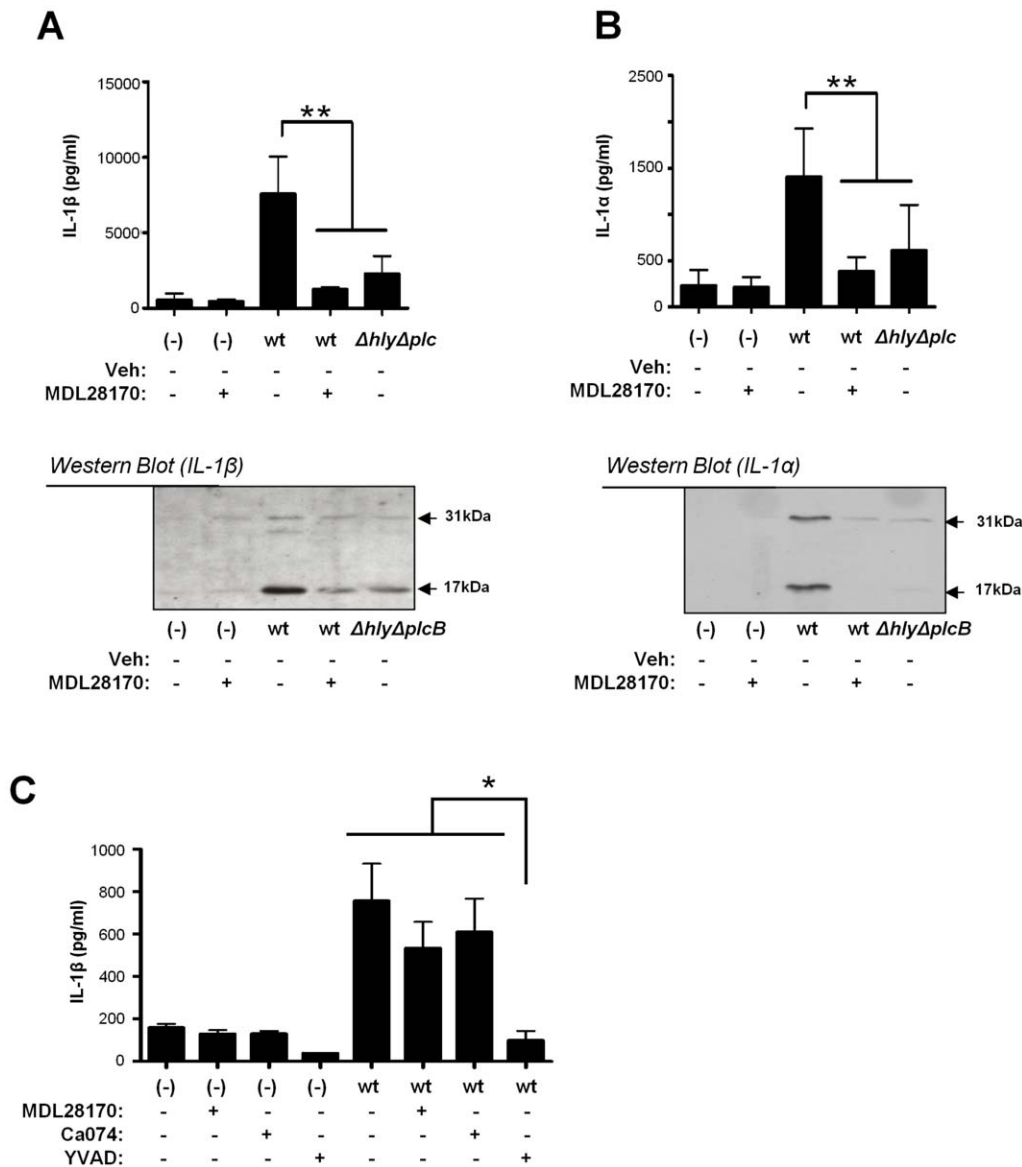 A
15000
10000
5000
0
IL-1β (pg/ml)
**
(-) (-) wt wt ΔhlyΔplc
Veh: - - - - -
MDL28170: - + - + -
Western Blot (IL-1β)
31kDa
17kDa
(-) (-) wt wt ΔhlyΔplcB
Veh: - - - - -
MDL28170: - + - + -
B
2500
1500
500
0
IL-1α (pg/ml)
**
(-) (-) wt wt ΔhlyΔplc
Veh: - - - - -
MDL28170: - + - + -
Western Blot (IL-1α)
31kDa
17kDa
(-) (-) wt wt ΔhlyΔplcB
Veh: - - - - -
MDL28170: - + - + -
C
1000
800
600
400
200
0
IL-1β (pg/ml)
*
(-) (-) (-) (-) wt wt wt wt
MDL28170: - + - - - + - -
Ca074: - - + - - - + -
YVAD: - - - + - - - +